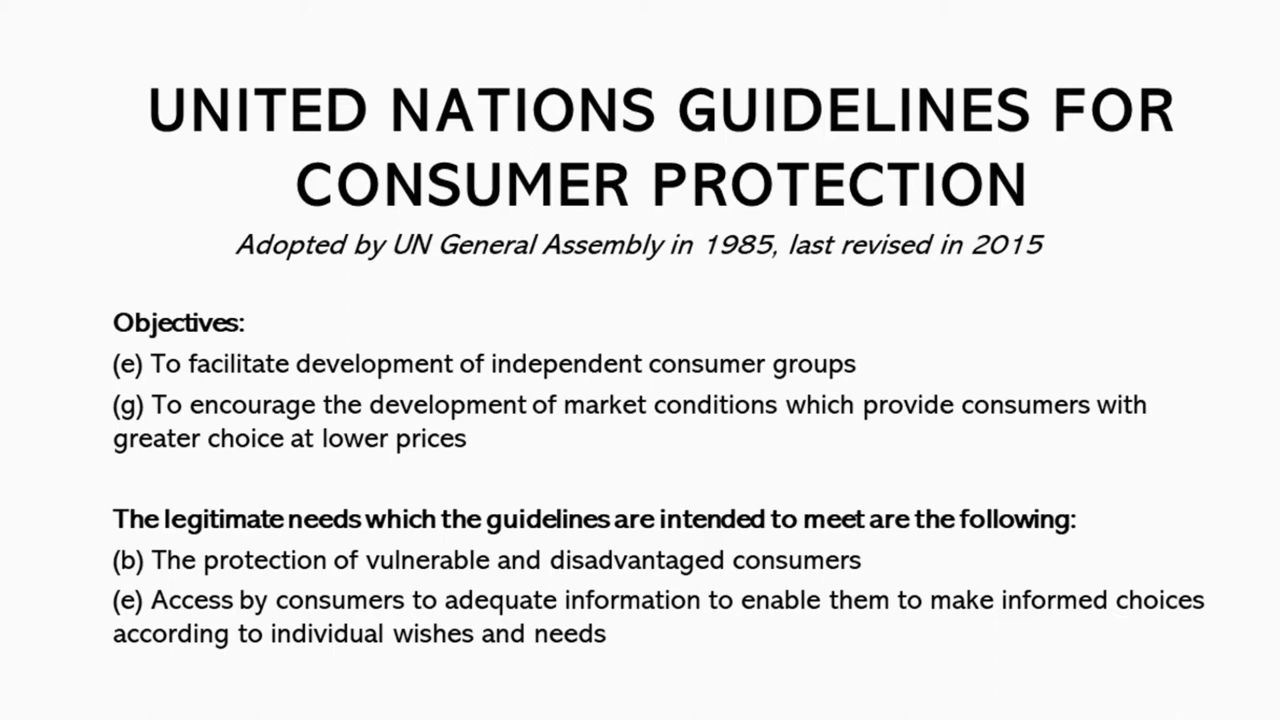 UNITED NATIONS GUIDELINES FOR
CONSUMER PROTECTION
Adopted by UN General Assembly in 1985, last revised in 2015
Objectives:
(e) To facilitate development of independent consumer groups
(g) To encourage the development of market conditions which provide consumers with
greater choice at lower prices
The legitimate needs which the guidelines are intended to meet are the following:
(b) The protection of vulnerable and disadvantaged consumers
(e) Access by consumers to adequate information to enable them to make informed choices
according to individual wishes and needs